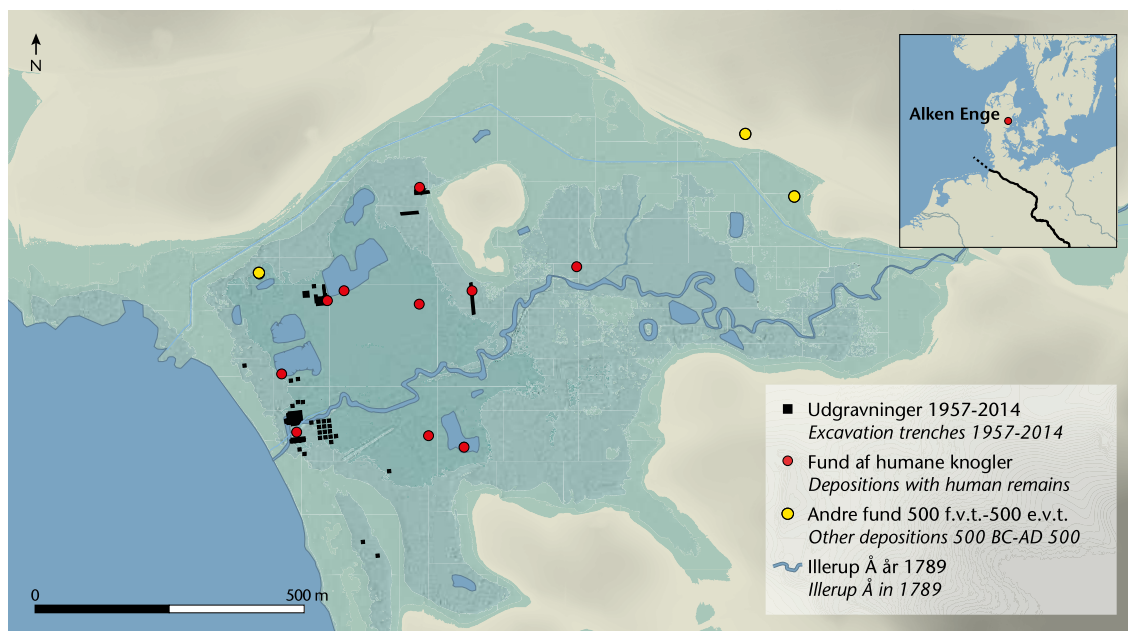 N
Alken Enge
Udgravninger 1957-2014
Excavation trenches 1957-2014
Fund af humane knogler
Depositions with human remains
Andre fund 500 f.v.t.-500 e.v.t.
Other depositions 500 BC-AD 500
Illerup Å år 1789
Illerup Å in 1789
0
500 m